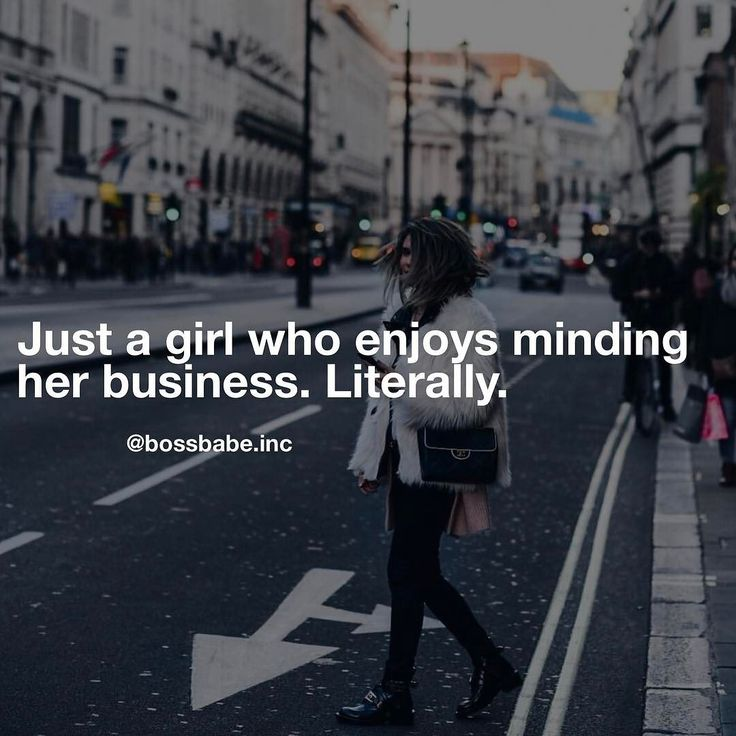 Just a girl who enjoys minding
her business. Literally.
@bossbabe.inc